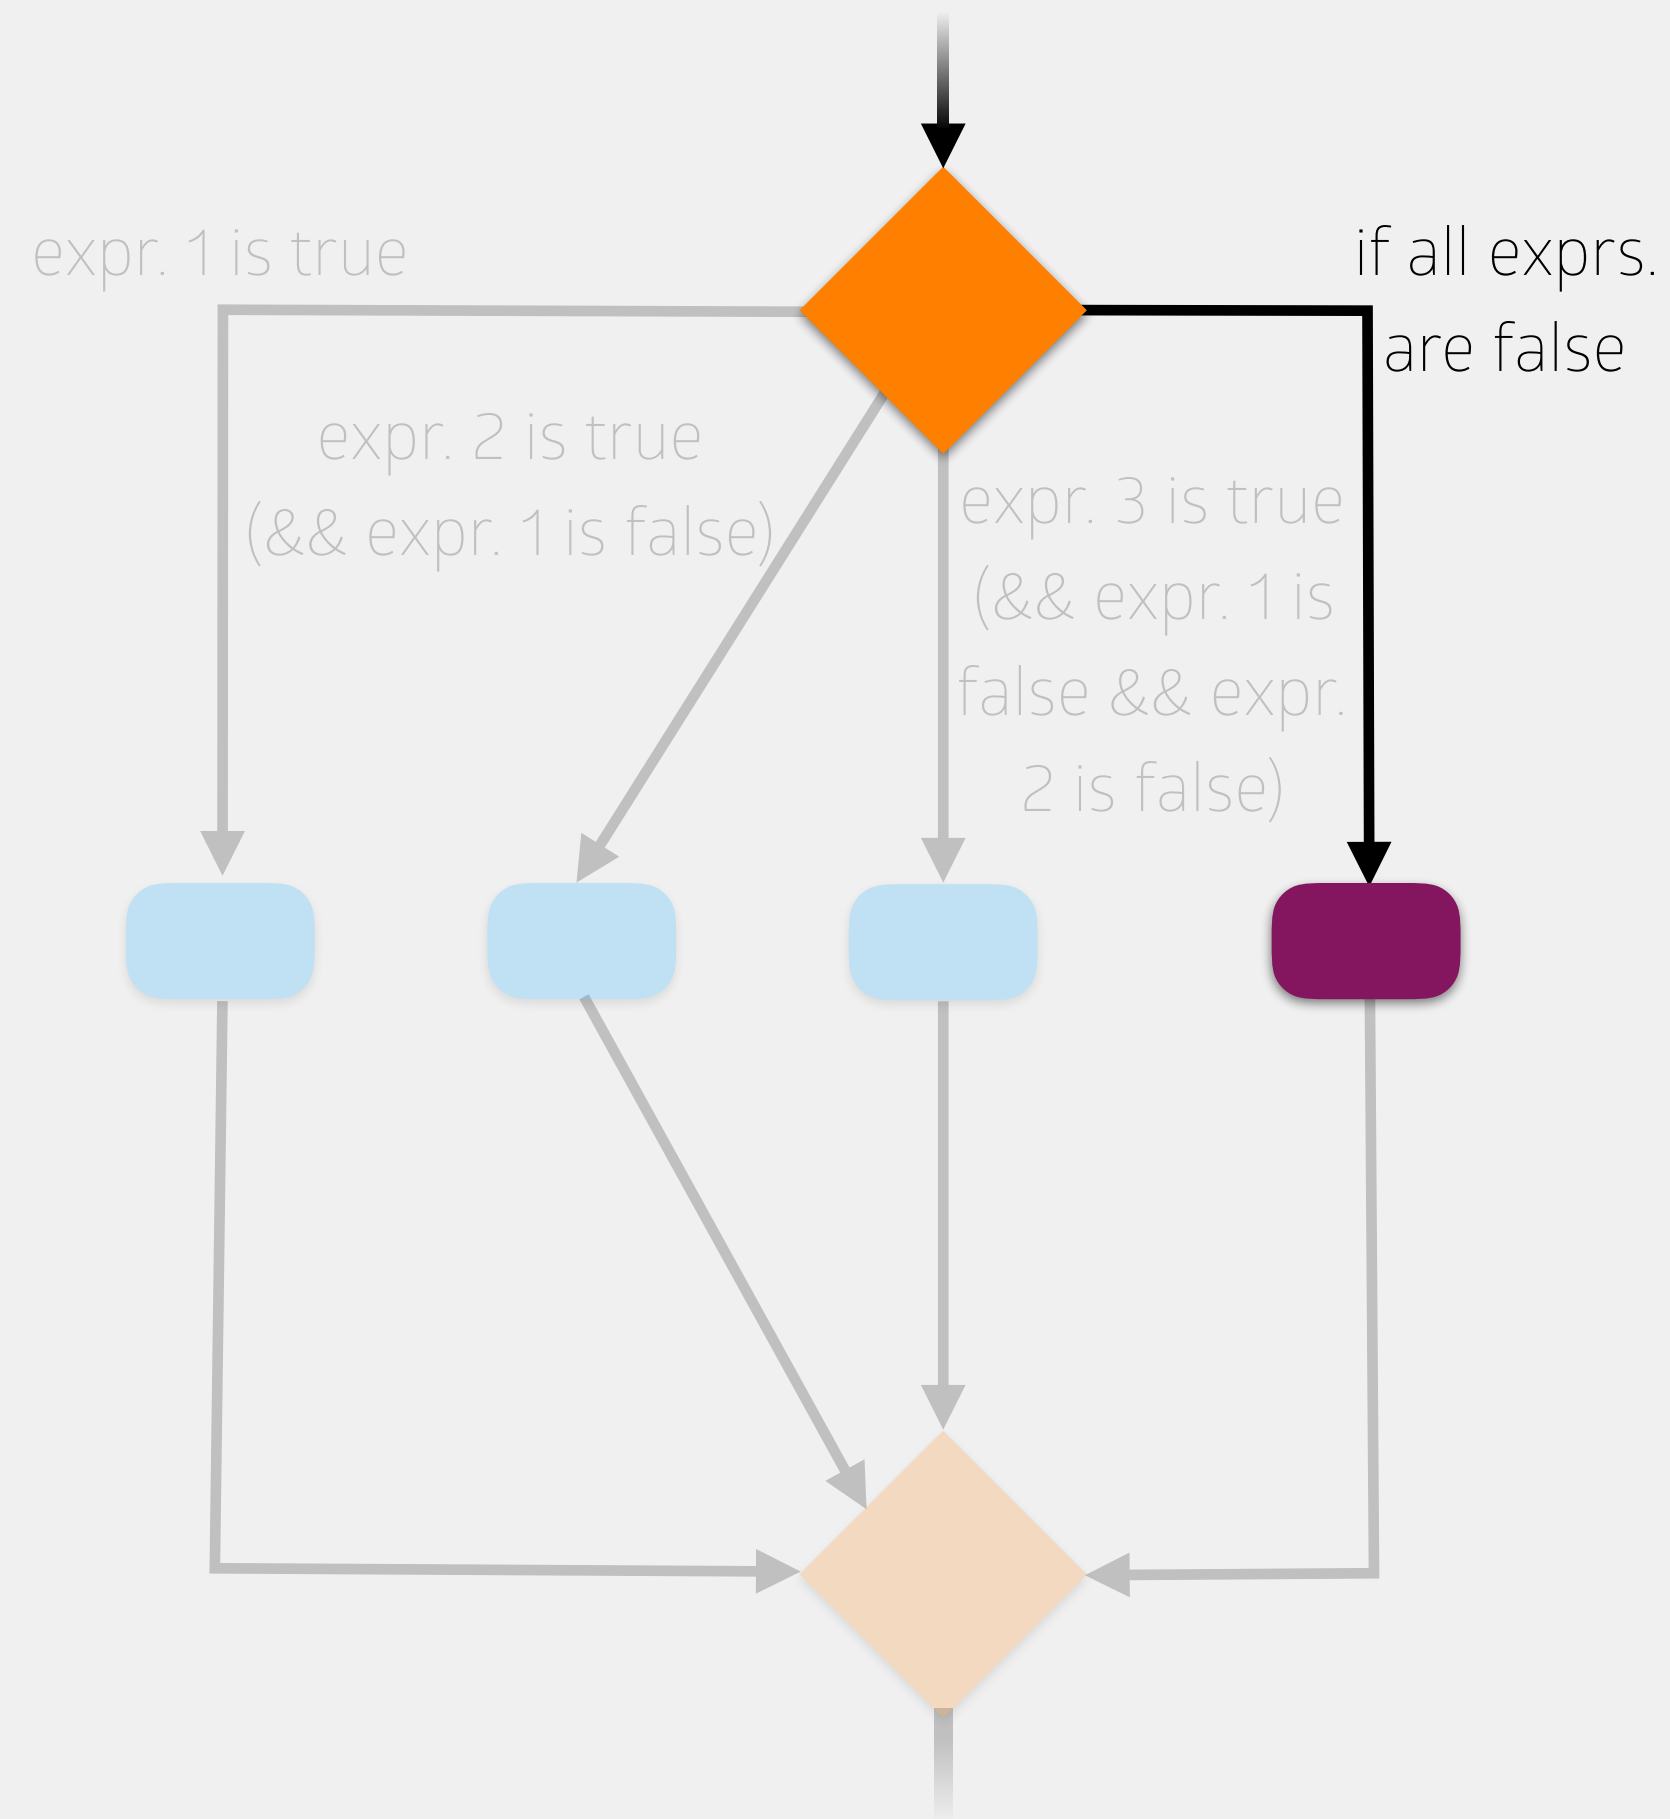 expr. 1 is true
if all exprs.
are false
expr. 2 is true
(&& expr. 1 is false)
expr. 3 is true
(&& expr. 1 is
false && expr.
2 is false)